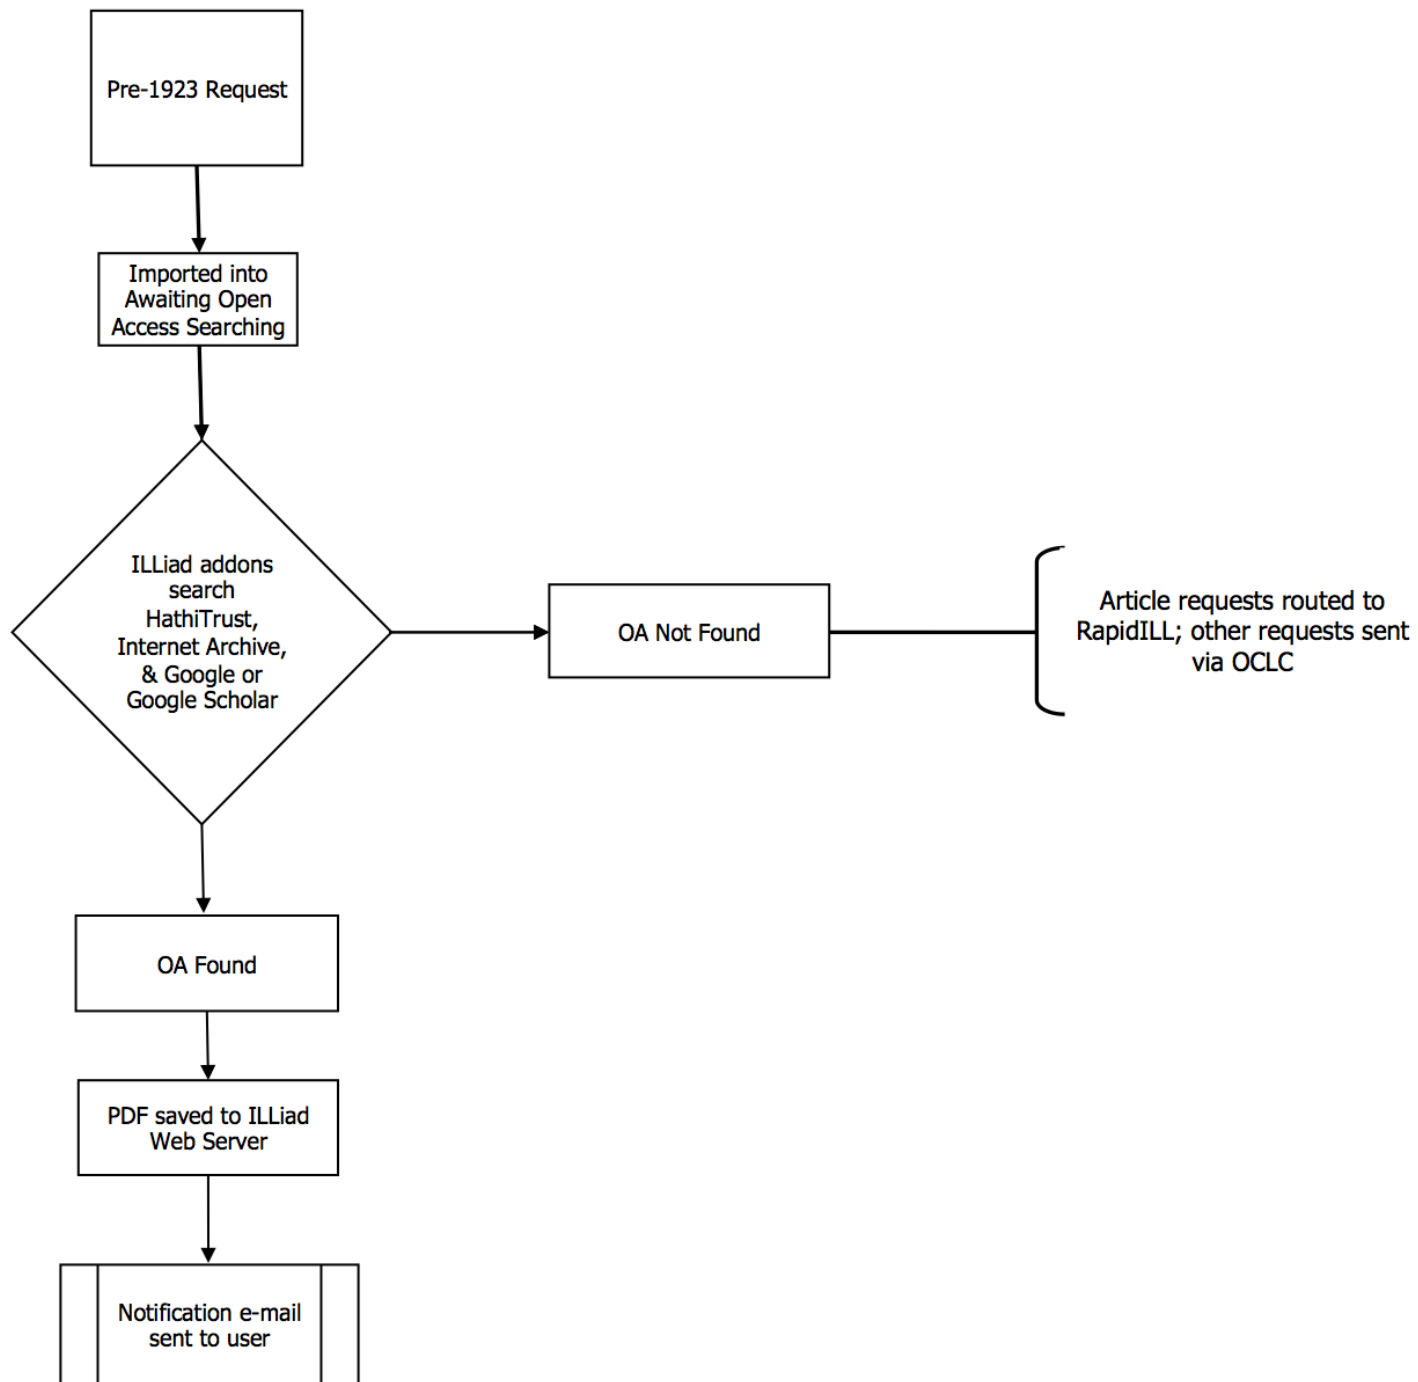 Pre-1923 Request
Imported into
Awaiting Open
Access Searching
ILLiad addons
search
HathiTrust,
Internet Archive,
& Google or
Google Scholar
OA Not Found
Article requests routed to
RapidILL; other requests sent
via OCLC
OA Found
PDF saved to ILLiad
Web Server
Notification e-mail
sent to user